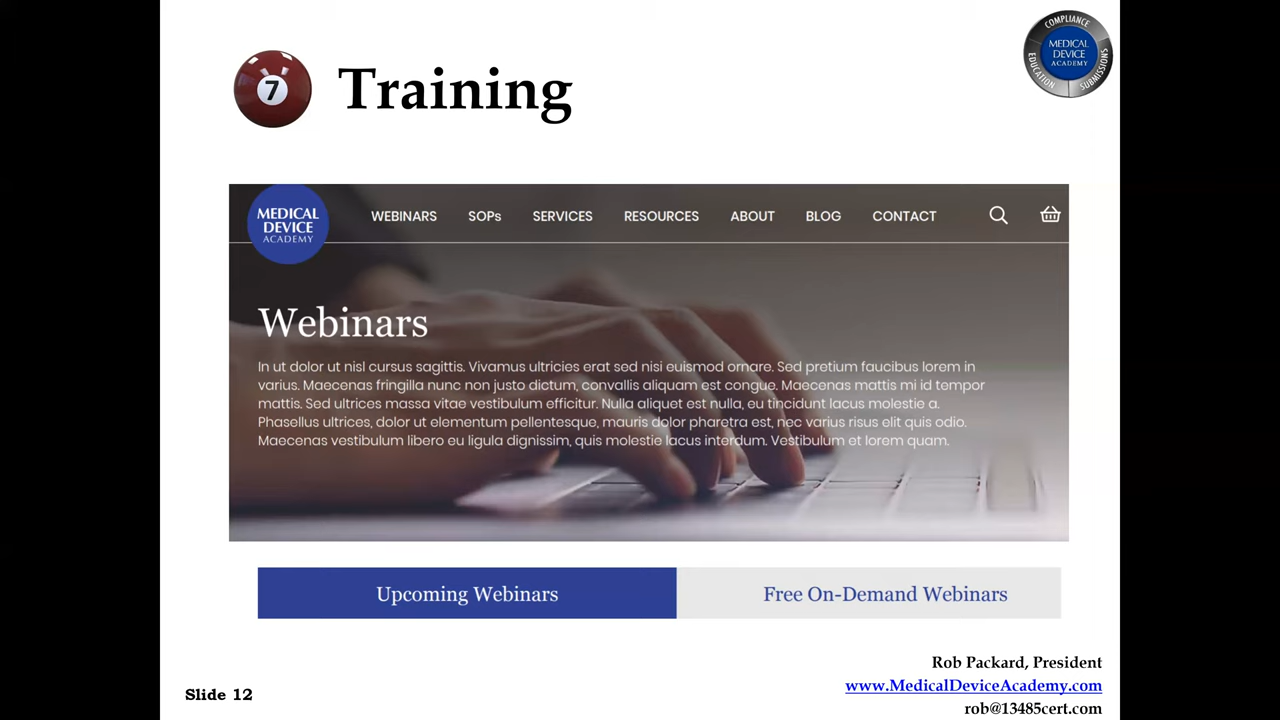 COMPLIANCE
MEDICAL
DEVICE
ACADEMY
EDUCATION
SUBMISSIONS
7
Training
MEDICAL
DEVICE
ACADEMY
WEBINARS SOPs SERVICES RESOURCES ABOUT BLOG CONTACT
Webinars
In ut dolor ut nisl cursus sagittis. Vivamus ultricies erat sed nisi euismod ornare. Sed pretium faucibus lorem in
varius. Maecenas fringilla nunc non justo dictum, convallis aliquam est congue. Maecenas mattis mi id tempor
mattis. Sed ultrices massa vitae vestibulum efficitur. Nulla aliquet est nulla, eu tincidunt lacus molestie a.
Phasellus ultrices, dolor ut elementum pellentesque, mauris dolor pharetra est, nec varius risus elit quis odio.
Maecenas vestibulum libero eu ligula dignissim, quis molestie lacus interdum. Vestibulum et lorem quam.
Upcoming Webinars
Free On-Demand Webinars
Rob Packard, President
www.MedicalDeviceAcademy.com
rob@13485cert.com
Slide 12